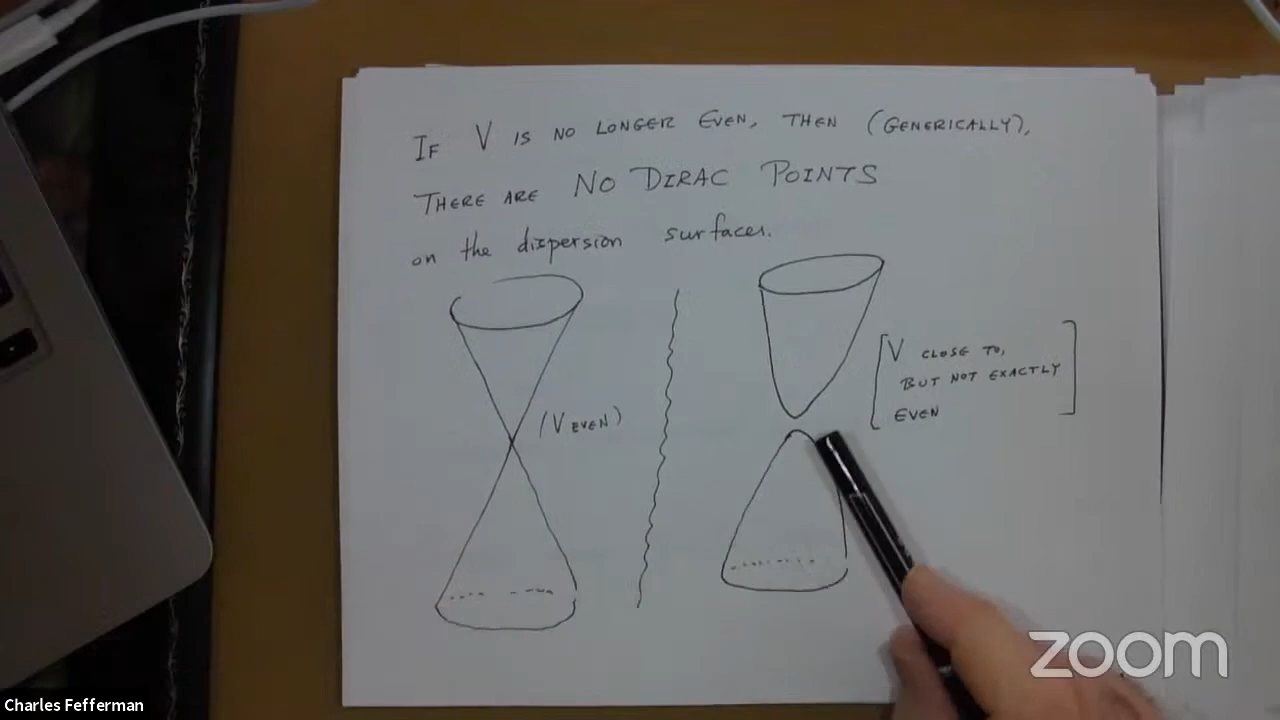 IF V IS NO LONGER EVEN, THEN (GENERICALLY),
THERE ARE NO DIRAC POINTS
on the dispersion surfaces.
(V EVEN)
[V CLOSE TO,
BUT NOT EXACTLY
EVEN]
zoom
Charles Fefferman